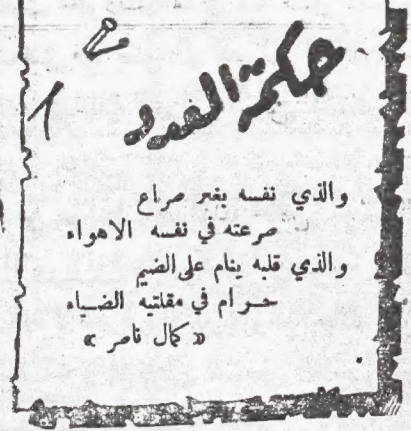 حكمة العدد
والذي نفسه بغير صراع
صرعته في نفسه الاهواء
والذي قلبه ينام على الضيم
حرام في مقلتيه الضياء
« كمال ناصر »